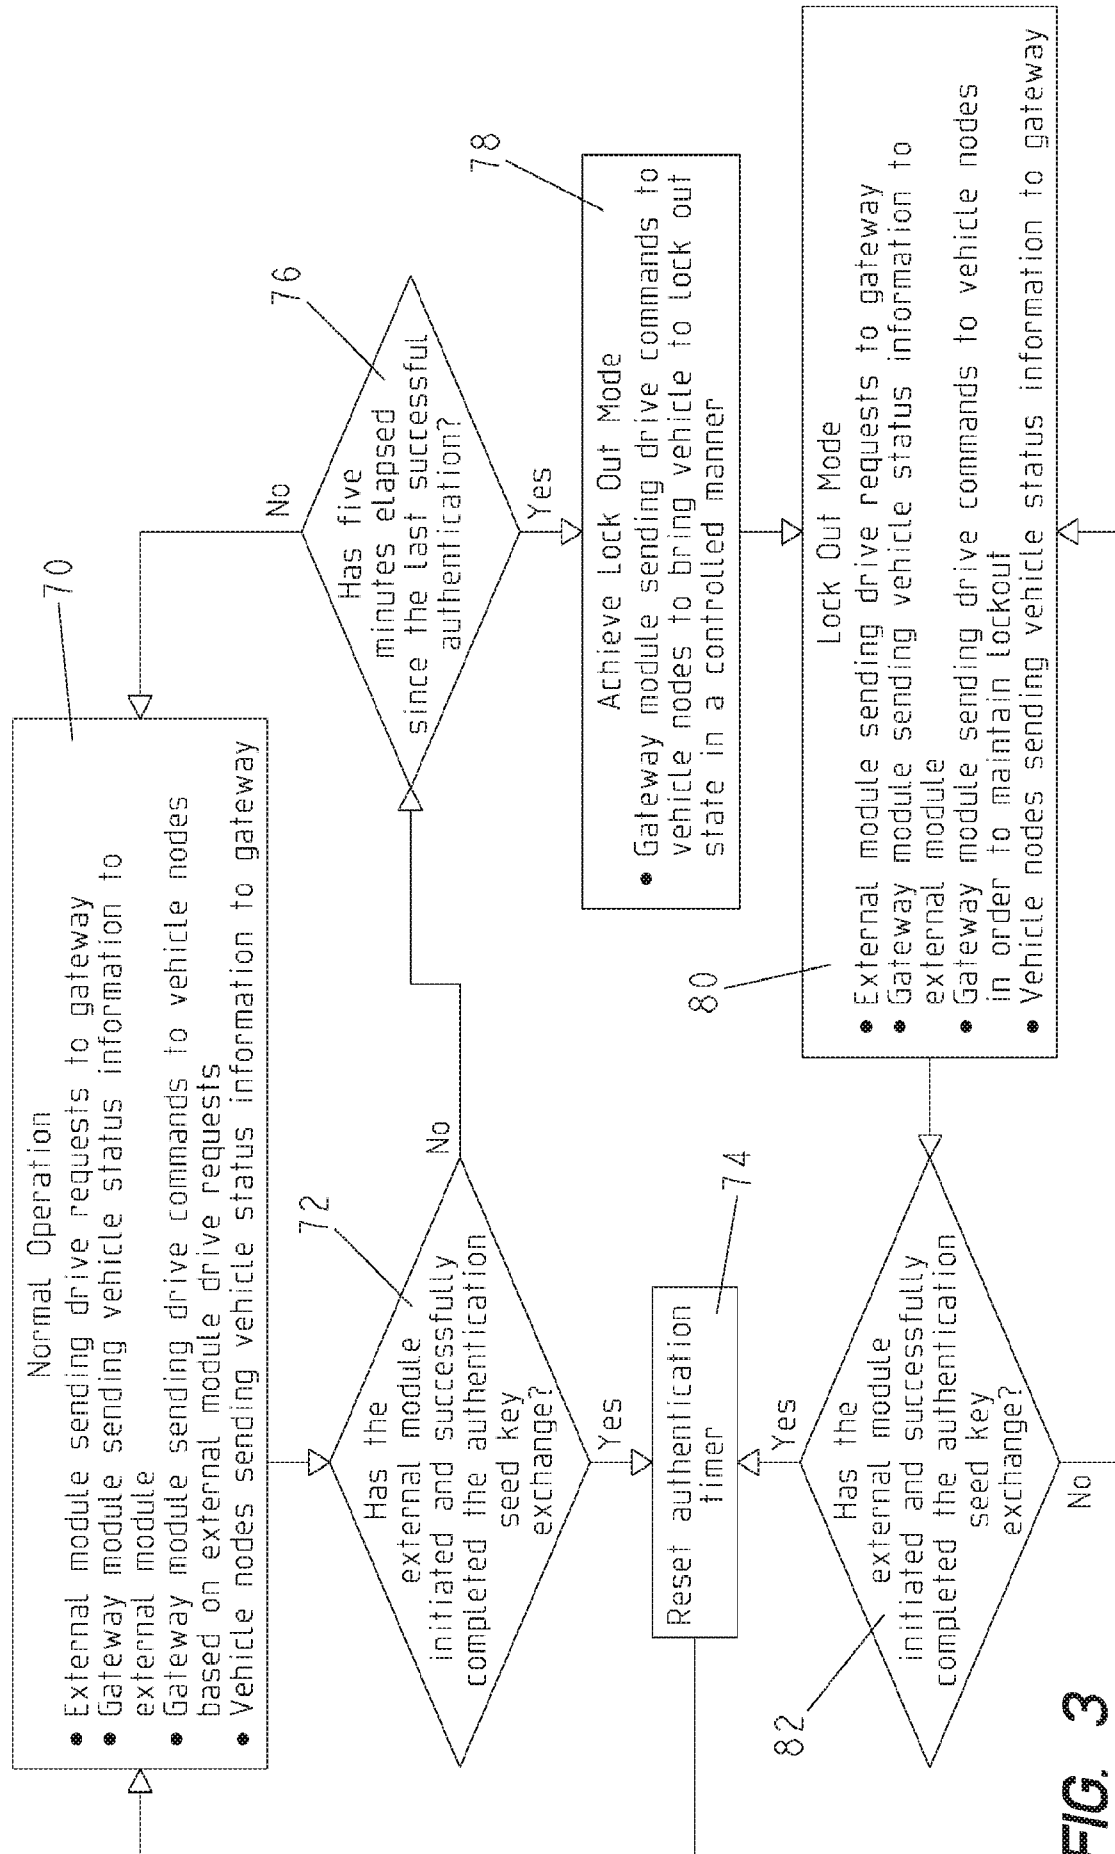 Normal Operation
• External module sending drive requests to gateway
• Gateway module sending vehicle status information to
external module
• Gateway module sending drive commands to vehicle nodes
based on external module drive requests
• Vehicle nodes sending vehicle status information to gateway
70
Has the
external module
initiated and successfully
completed the authentication
seed key
exchange?
72
No
Yes
Has five
minutes elapsed
since the last successful
authentication?
76
No
Yes
Reset authentication
timer
74
Achieve Lock Out Mode
• Gateway module sending drive commands to
vehicle nodes to bring vehicle to lock out
state in a controlled manner
78
Has the
external module
initiated and successfully
completed the authentication
seed key
exchange?
82
Yes
No
Lock Out Mode
• External module sending drive requests to gateway
• Gateway module sending vehicle status information to
external module
• Gateway module sending drive commands to vehicle nodes
in order to maintain lockout
• Vehicle nodes sending vehicle status information to gateway
80
FIG. 3